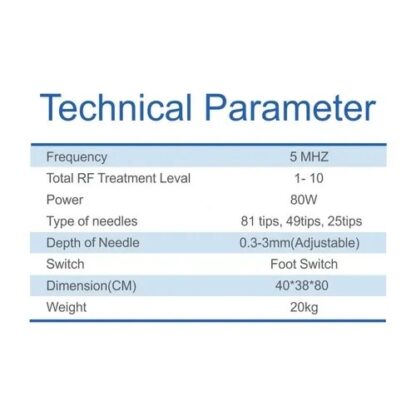 Technical Parameter
Frequency 5 MHZ
Total RF Treatment Leval 1- 10
Power 80W
Type of needles 81 tips, 49tips, 25tips
Depth of Needle 0.3-3mm(Adjustable)
Switch Foot Switch
Dimension(CM) 40*38*80
Weight 20kg